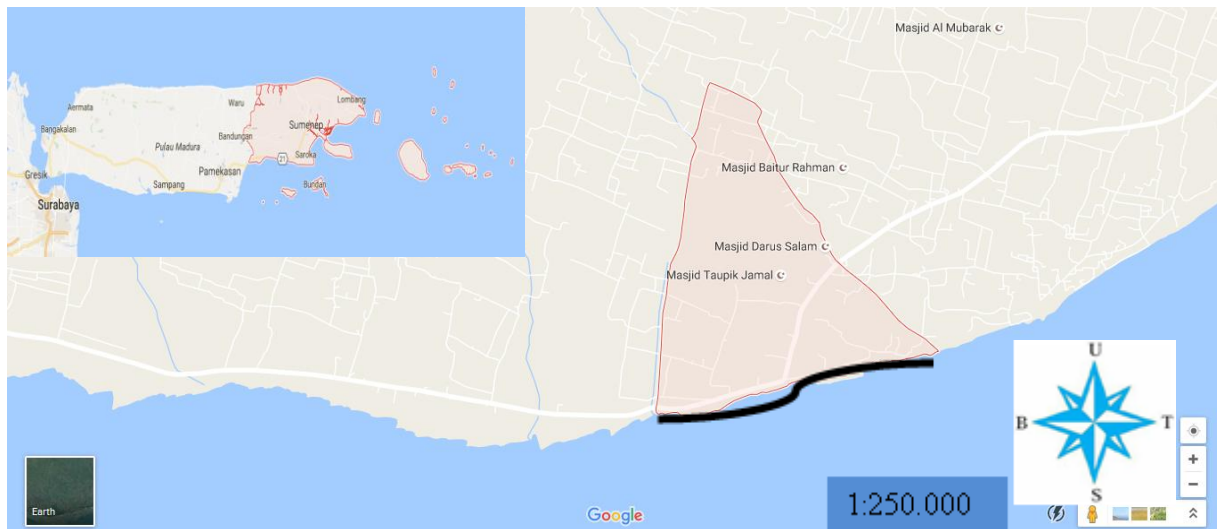 Masjid Al Mubarak
Waru
Lombang
Aermata
Sumenep
Bangakalan
Bandungan
Pulau Madura
21
Saroka
Pamekasan
Gresik
Sampang
Bundan
Surabaya
Masjid Baitur Rahman
Masjid Darus Salam
Masjid Taupik Jamal
U
B
T
S
1:250.000
Earth
Google